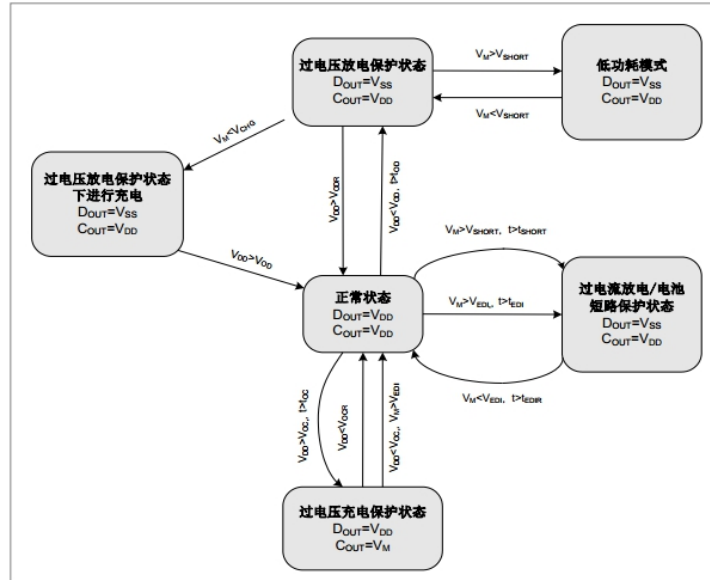 过电压放电保护状态
DOUT=VSS
COUT=VDD
VM>VSHORT
VM<VSHORT
低功耗模式
DOUT=VSS
COUT=VDD
VM<VCHG
过电压放电保护状态
下进行充电
DOUT=VSS
COUT=VDD
VDD>VODR
VDD<VOD, t>tOD
VDD>VOD
VM>VSHORT, t>tSHORT
正常状态
DOUT=VDD
COUT=VDD
VM>VEDI, t>tEDI
过电流放电/电池
短路保护状态
DOUT=VSS
COUT=VDD
VM<VEDI, t>tEDIR
VDD>VOC, t>tOC
VDD<VOCR
VDD<VOC, VM>VEDI
过电压充电保护状态
DOUT=VDD
COUT=VM